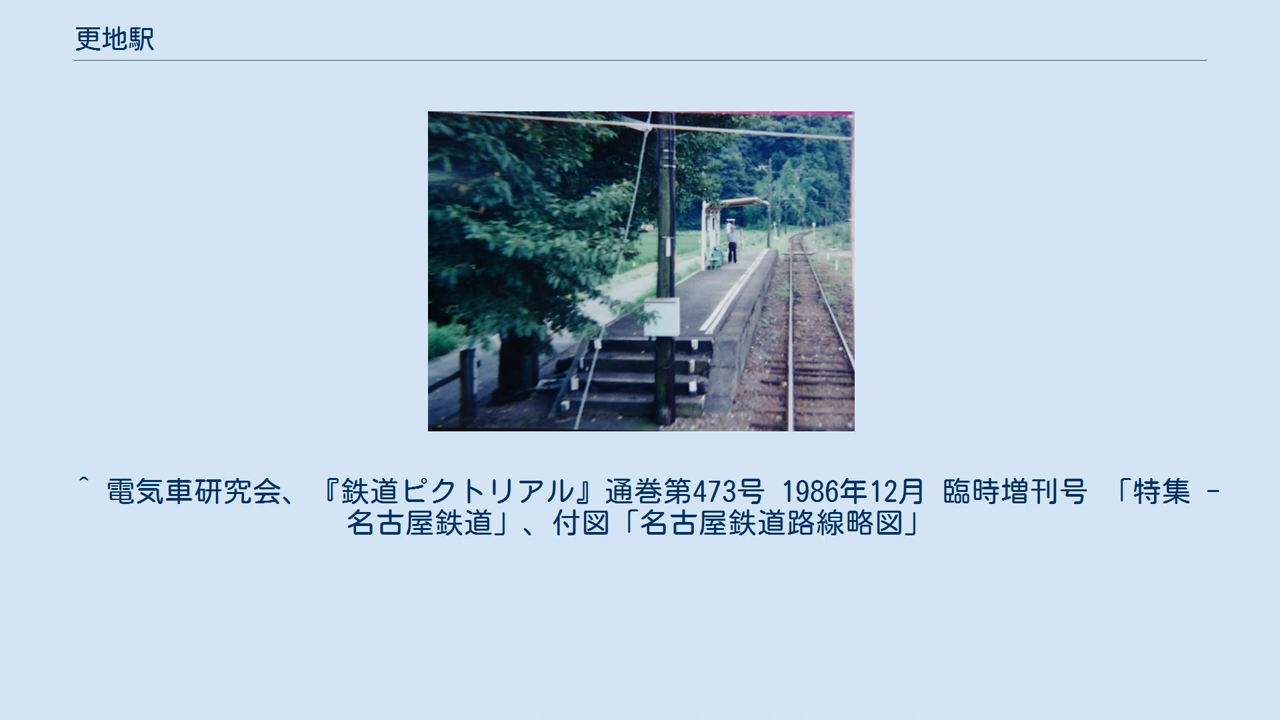 更地駅
^ 電気車研究会、『鉄道ピクトリアル』通巻第473号 1986年12月 臨時増刊号 「特集 -
名古屋鉄道」、付図「名古屋鉄道路線略図」